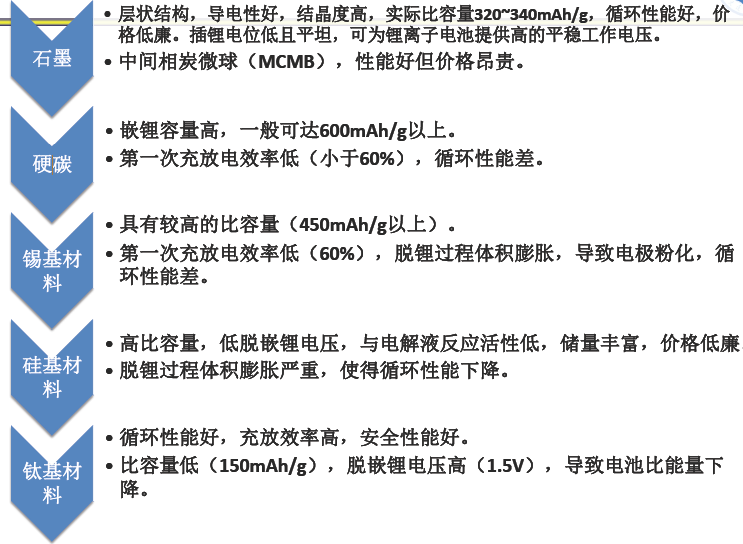 石墨
• 层状结构，导电性好，结晶度高，实际比容量320~340mAh/g，循环性能好，价
格低廉。插锂电位低且平坦，可为锂离子电池提供高的平稳工作电压。
• 中间相炭微球（MCMB），性能好但价格昂贵。
硬碳
• 嵌锂容量高，一般可达600mAh/g以上。
• 第一次充放电效率低（小于60%），循环性能差。
锡基材
料
• 具有较高的比容量（450mAh/g以上）。
• 第一次充放电效率低（60%），脱锂过程体积膨胀，导致电极粉化，循
环性能差。
硅基材
料
• 高比容量，低脱嵌锂电压，与电解液反应活性低，储量丰富，价格低廉
• 脱锂过程体积膨胀严重，使得循环性能下降。
钛基材
料
• 循环性能好，充放效率高，安全性能好。
• 比容量低（150mAh/g），脱嵌锂电压高（1.5V），导致电池比能量下
降。